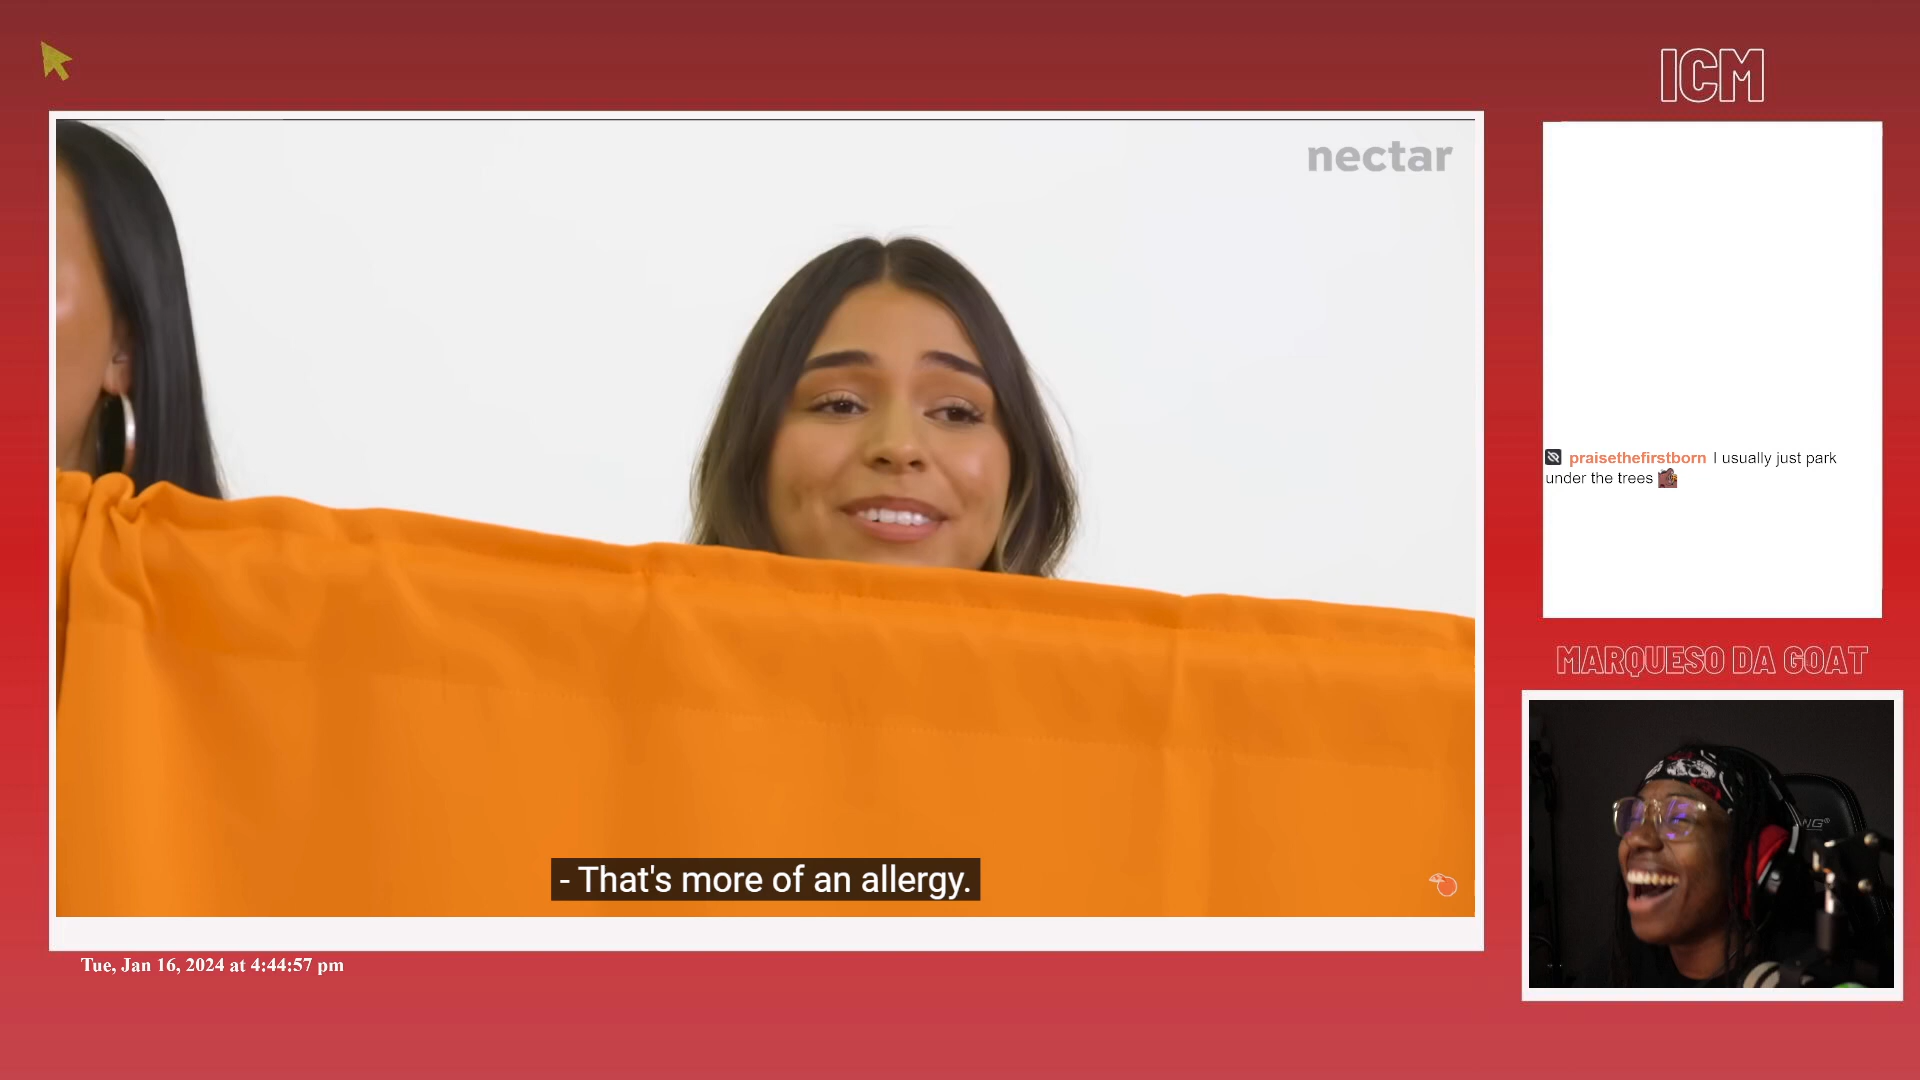 ICM
nectar
praisethefirstborn I usually just park
under the trees
MARQUESO DA GOAT
- That's more of an allergy.
Tue, Jan 16, 2024 at 4:44:57 pm